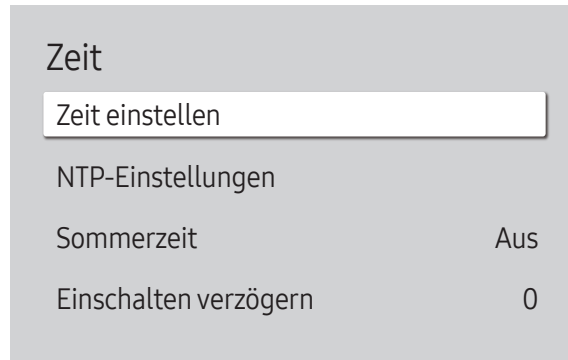 Zeit
Zeit einstellen
NTP-Einstellungen
Sommerzeit Aus
Einschalten verzögern 0